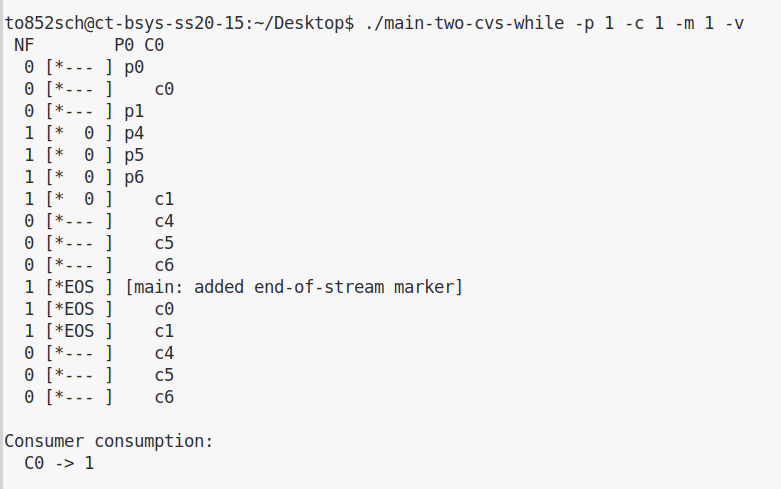 to852sch@ct-bsys-ss20-15:~/Desktop$ ./main-two-cvs-while -p 1 -c 1 -m 1 -v
 NF        P0 C0
  0 [*--- ] p0
  0 [*--- ]    c0
  0 [*--- ] p1
  1 [*  0 ] p4
  1 [*  0 ] p5
  1 [*  0 ] p6
  1 [*  0 ]    c1
  0 [*--- ]    c4
  0 [*--- ]    c5
  0 [*--- ]    c6
  1 [*EOS ] [main: added end-of-stream marker]
  1 [*EOS ]    c0
  1 [*EOS ]    c1
  0 [*--- ]    c4
  0 [*--- ]    c5
  0 [*--- ]    c6

Consumer consumption:
  C0 -> 1